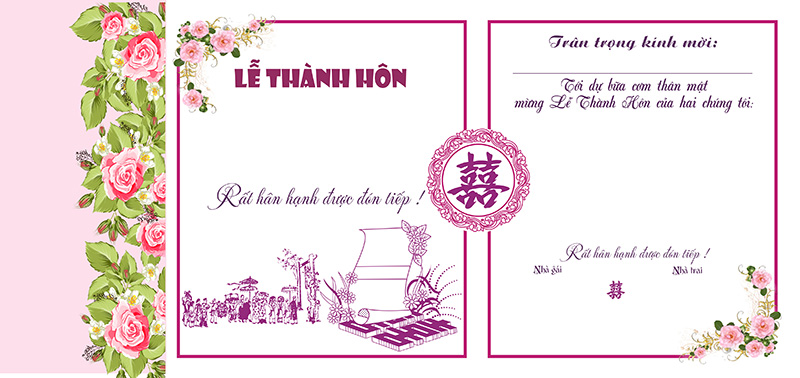 LỄ THÀNH HÔN
Rất hân hạnh được đón tiếp !
囍
Trân trọng kính mời:
Tới dự bữa cơm thân mật
mừng Lễ Thành Hôn của hai chúng tôi:
Rất hân hạnh được đón tiếp !
Nhà gái
Nhà trai
囍